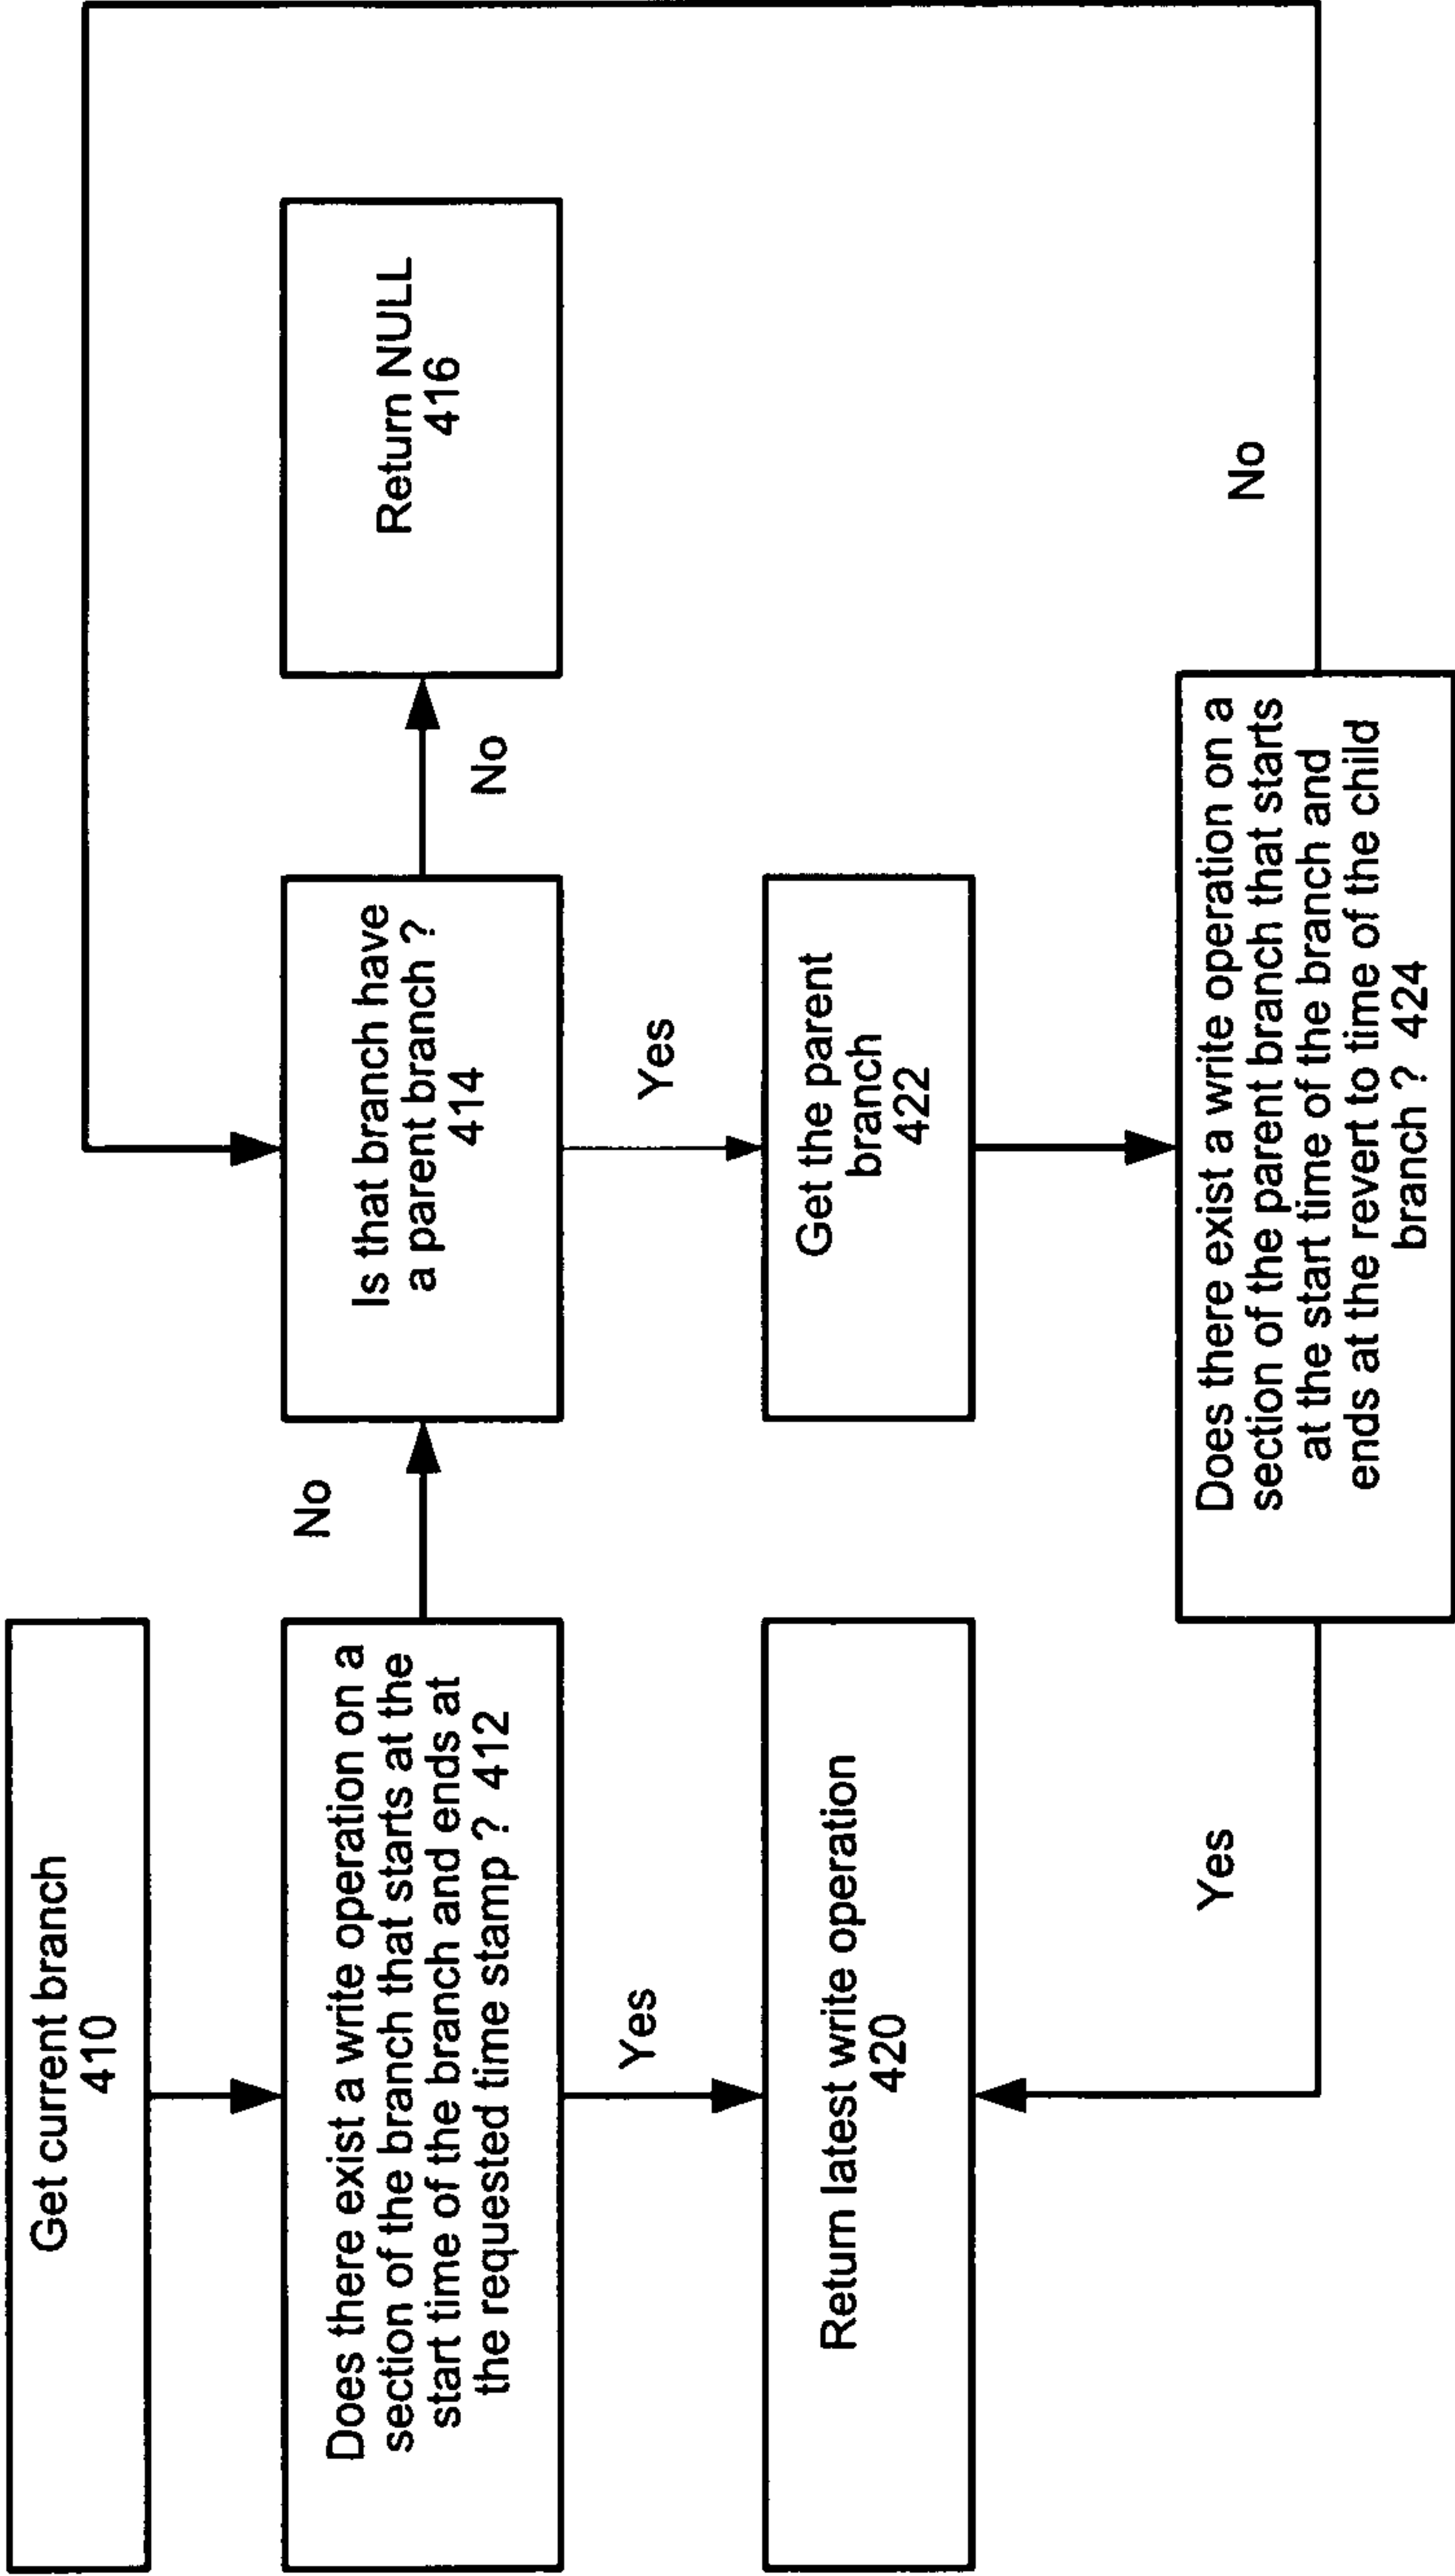 Get current branch
410
Does there exist a write operation on a
section of the branch that starts at the
start time of the branch and ends at
the requested time stamp ? 412
No
Is that branch have
a parent branch ?
414
No
Return NULL
416
Yes
Yes
Return latest write operation
420
Get the parent
branch
422
Yes
Does there exist a write operation on a
section of the parent branch that starts
at the start time of the branch and
ends at the revert to time of the child
branch ? 424
No